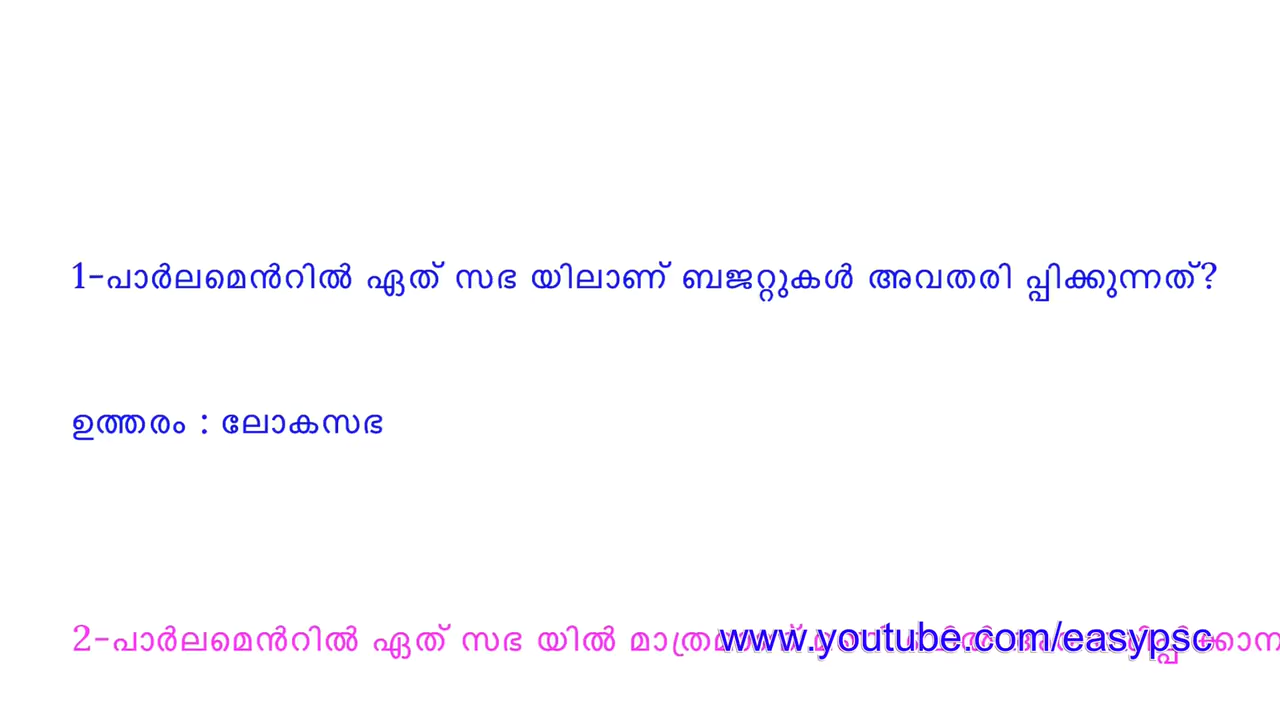 1-പാർലമെൻറിൽ ഏത് സഭ യിലാണ് ബജറ്റുകൾ അവതരി പ്പിക്കുന്നത്?
ഉത്തരം : ലോകസഭ
2-പാർലമെൻറിൽ ഏത് സഭ യിൽ
www.youtube.com/easypsc